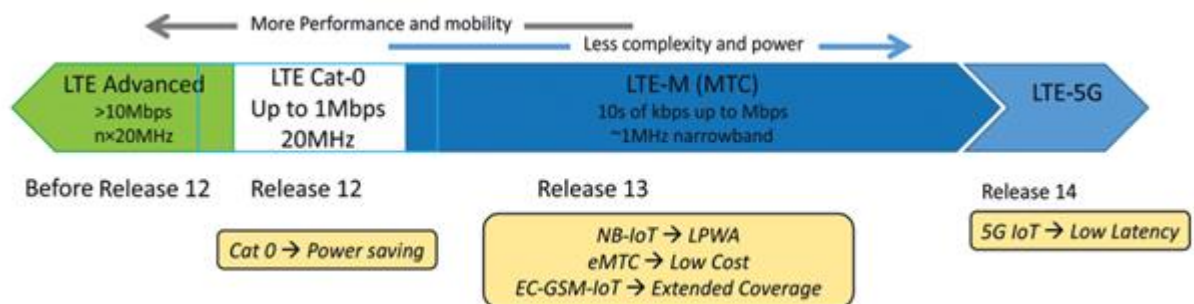 More Performance and mobility
Less complexity and power
LTE Advanced
>10Mbps
n×20MHz
LTE Cat-0
Up to 1Mbps
20MHz
LTE-M (MTC)
10s of kbps up to Mbps
~1MHz narrowband
LTE-5G
Before Release 12
Release 12
Release 13
Release 14
Cat 0 → Power saving
NB-IoT → LPWA
eMTC → Low Cost
EC-GSM-IoT → Extended Coverage
5G IoT → Low Latency